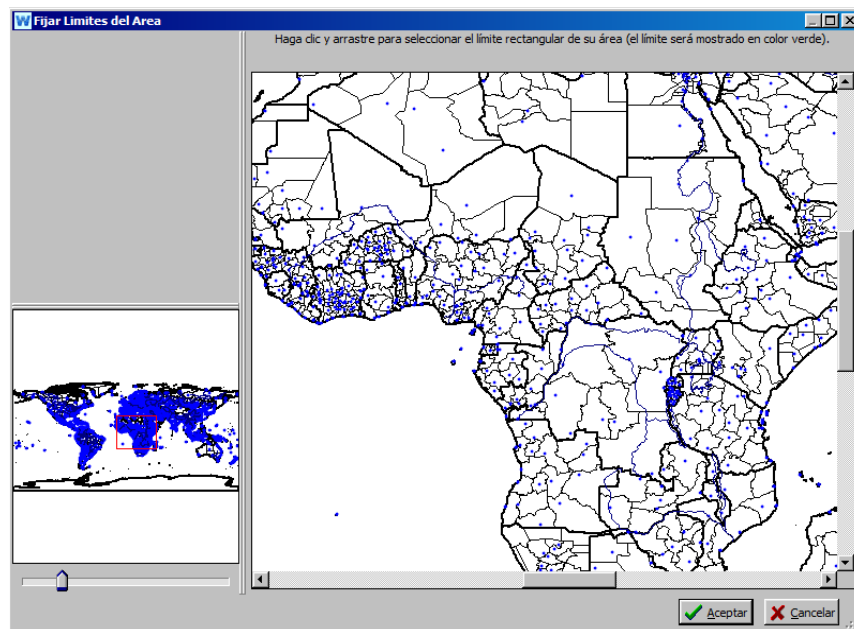 Fijar Limites del Area
Haga clic y arrastre para seleccionar el límite rectangular de su área (el límite será mostrado en color verde).
Aceptar
Cancelar